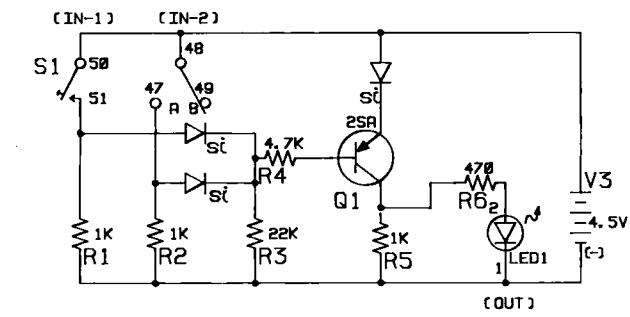 (IN-1) (IN-2)
48
S1 50
51
47 49
A B
Si
Si
Si
2SA
4.7K
R4
Q1
470
R6
2
V3
4.5V
(-)
1K
R1
1K
R2
22K
R3
1K
R5
LED1
1
(OUT)